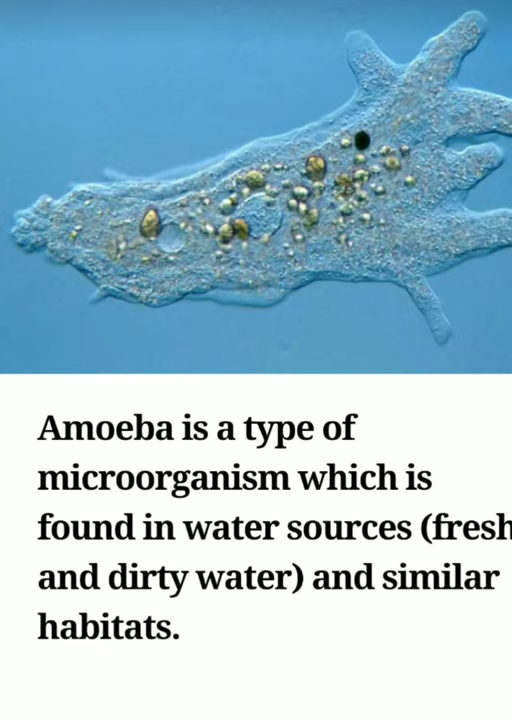 Amoeba is a type of
microorganism which is
found in water sources (fresh
and dirty water) and similar
habitats.